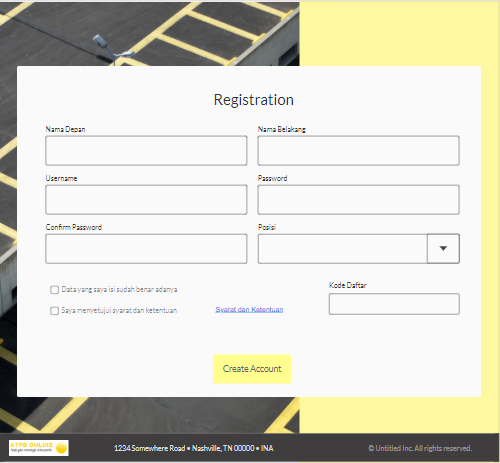 Registration
Nama Depan
Nama Belakang
Username
Password
Confirm Password
Posisi
Data yang saya isi sudah benar adanya
Kode Daftar
Saya menyetujui syarat dan ketentuan
Syarat dan Ketentuan
Create Account
ATPB ONLINE
1234 Somewhere Road • Nashville, TN 00000 • INA
© Untitled Inc. All rights reserved.